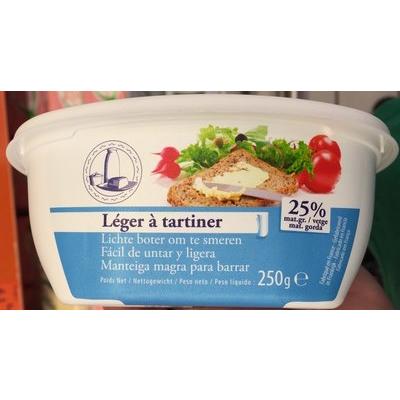 Léger à tartiner
Lichte boter om te smeren
Fácil de untar y ligera
Manteiga magra para barrar
Poids Net / Nettogewicht / Peso neto / Peso líquido :
250g e
25%
mat.gr. / vetge
mat. gorda